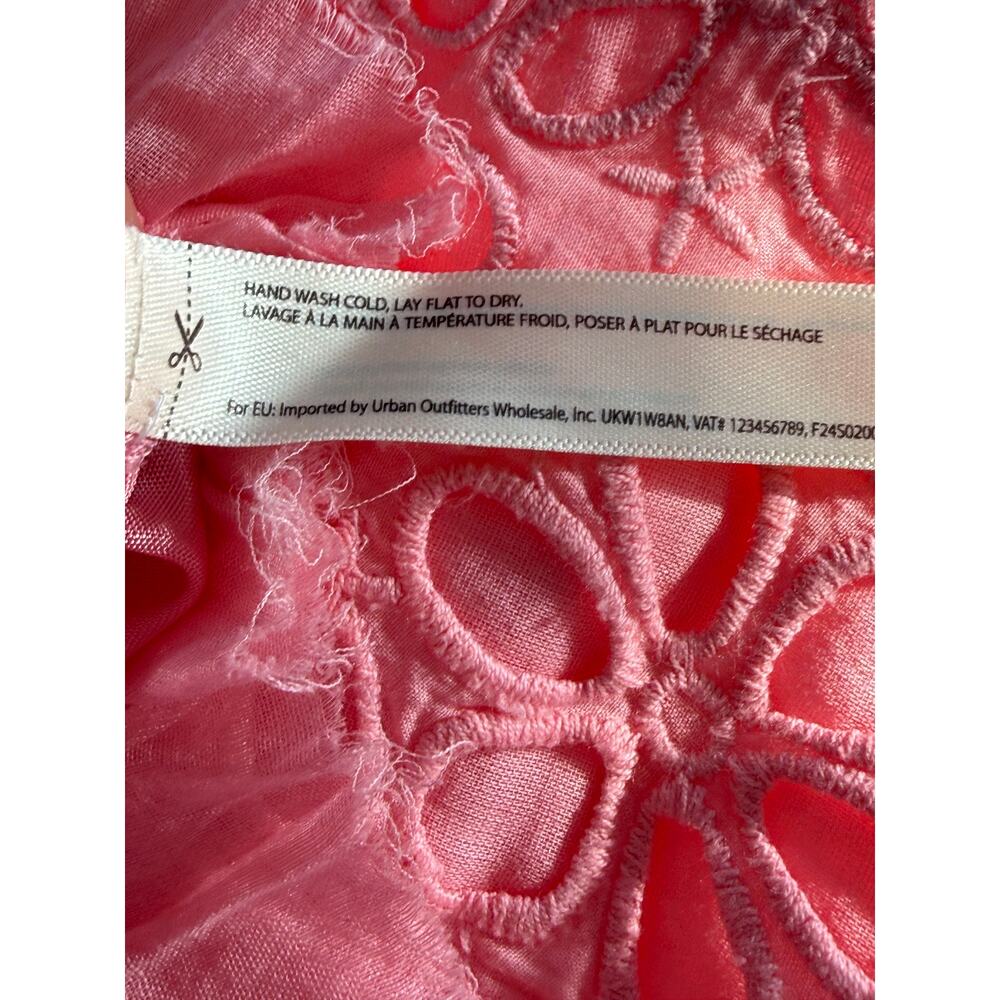 HAND WASH COLD, LAY FLAT TO DRY.
LAVAGE À LA MAIN À TEMPÉRATURE FROID, POSER À PLAT POUR LE SÉCHAGE
For EU: Imported by Urban Outfitters Wholesale, Inc. UKW1W8AN, VAT# 123456789, F24S0200